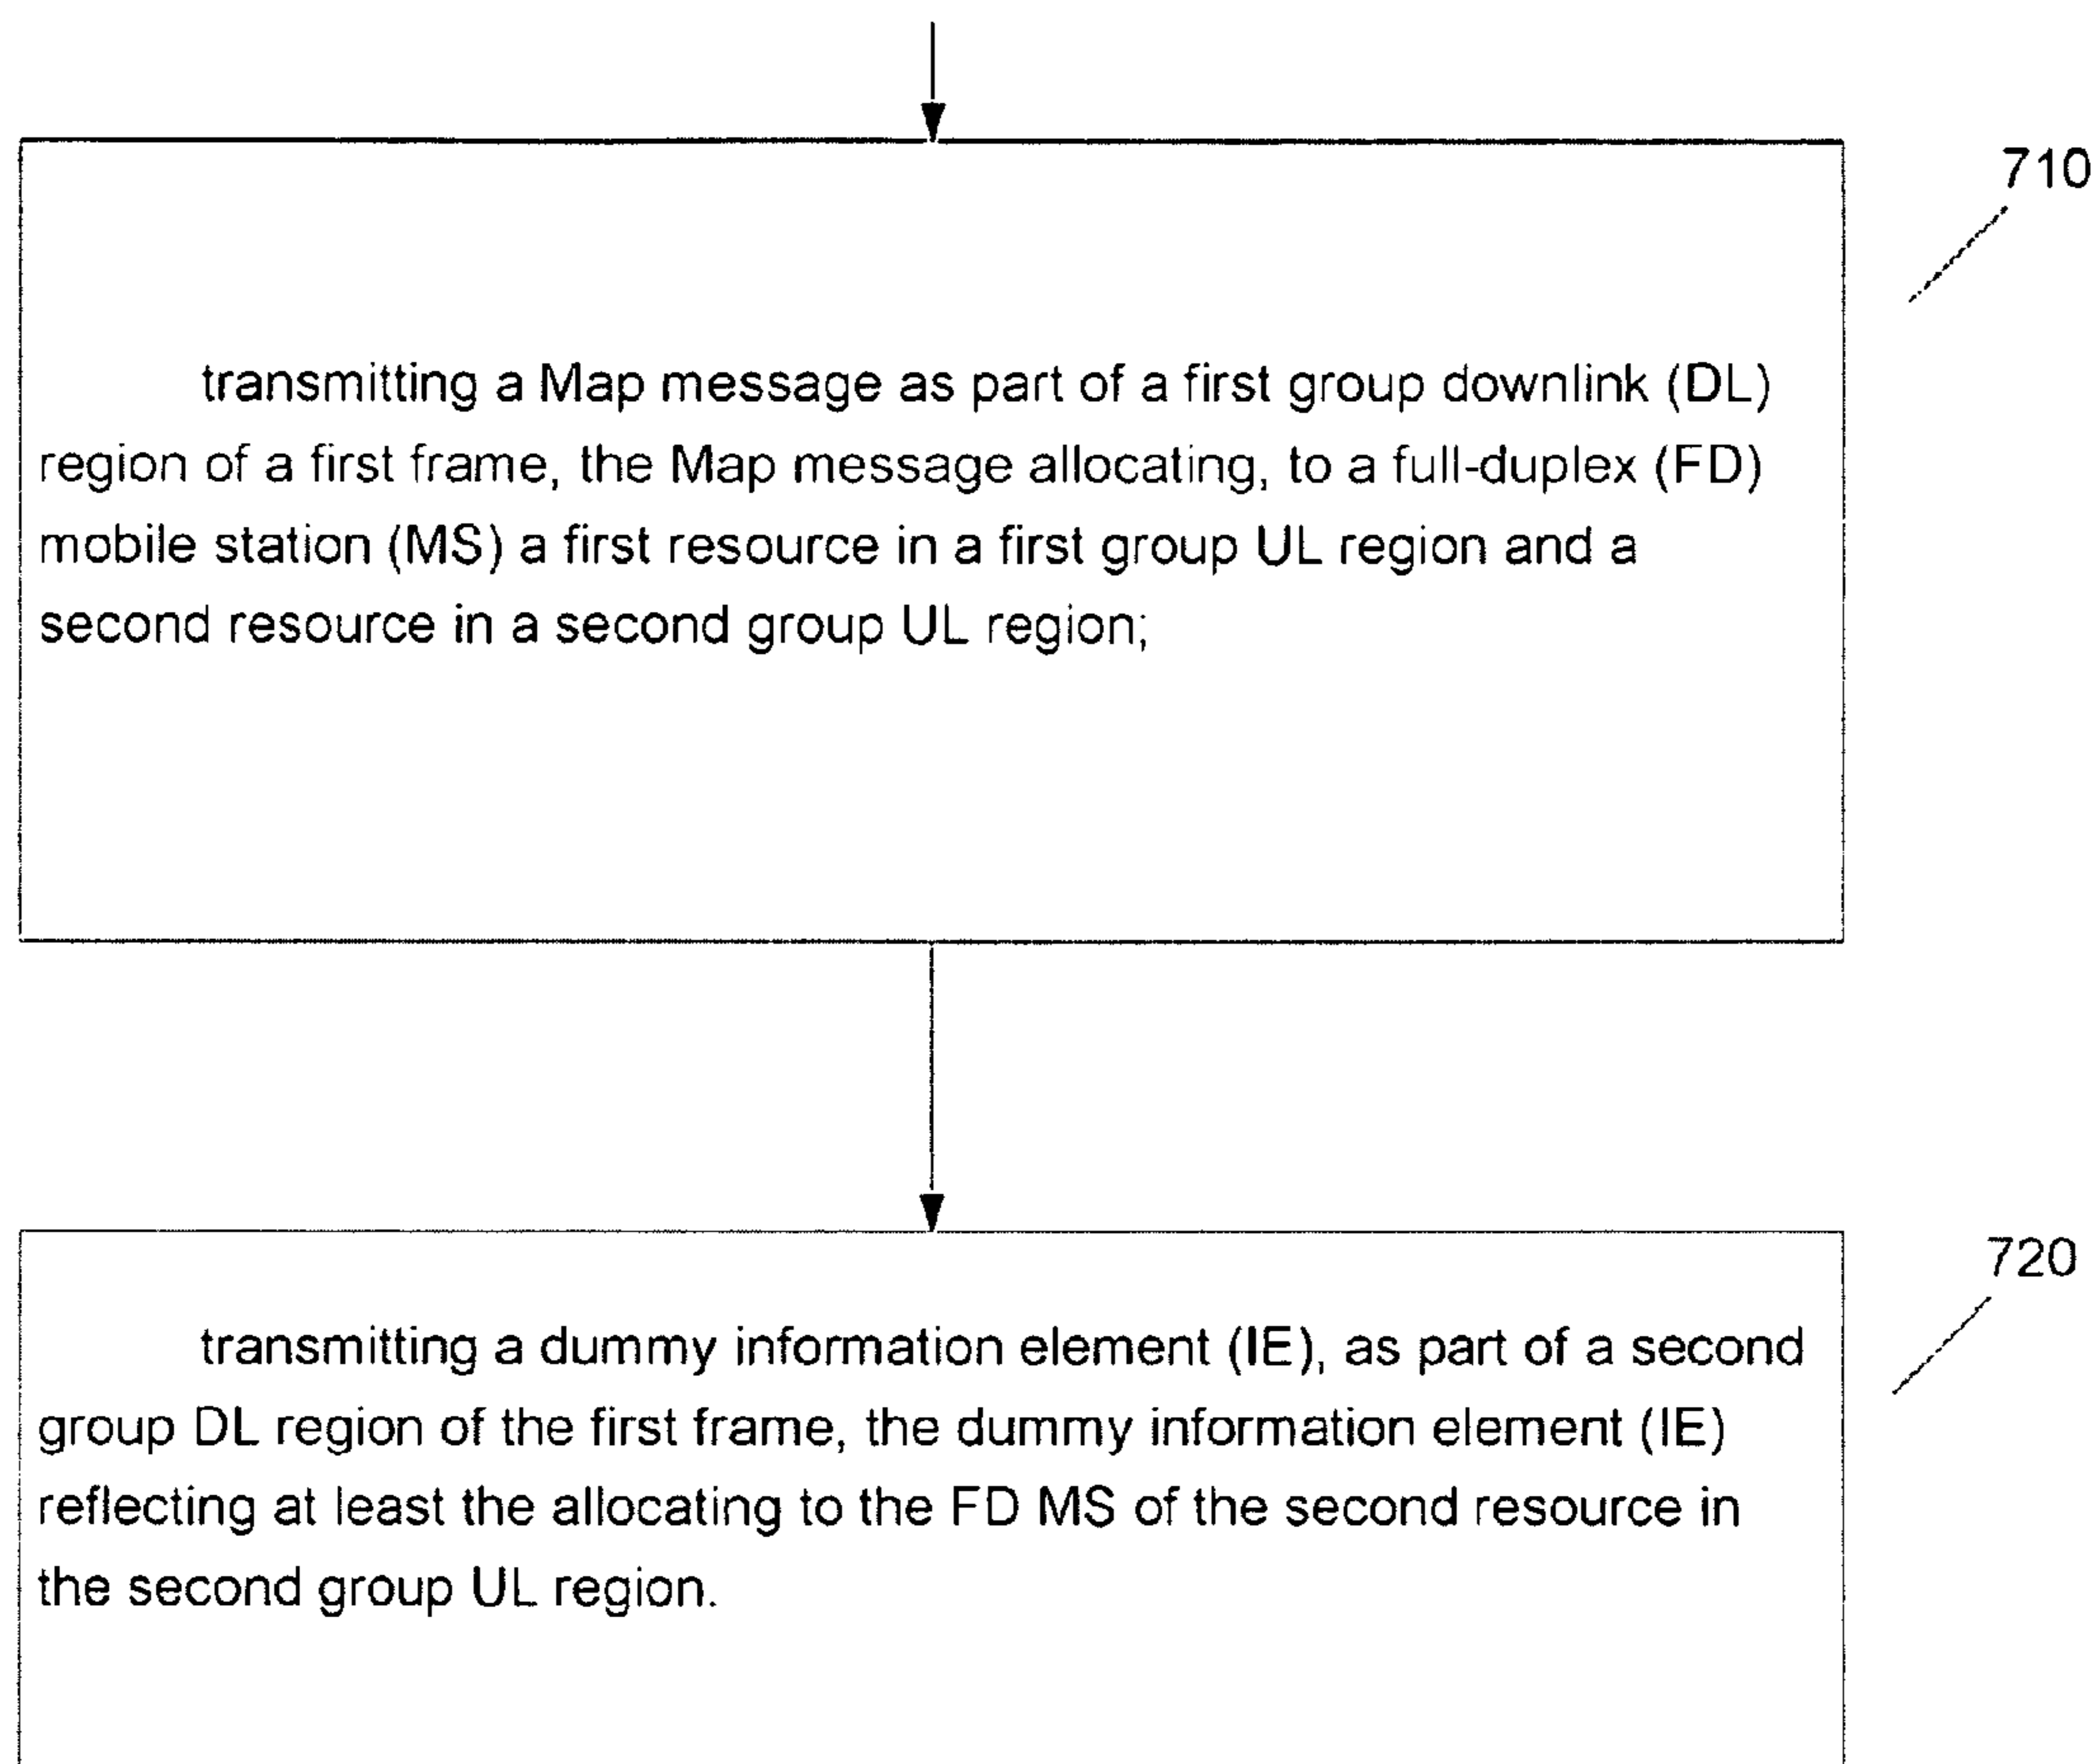 710
transmitting a Map message as part of a first group downlink (DL)
region of a first frame, the Map message allocating, to a full-duplex (FD)
mobile station (MS) a first resource in a first group UL region and a
second resource in a second group UL region;
720
transmitting a dummy information element (IE), as part of a second
group DL region of the first frame, the dummy information element (IE)
reflecting at least the allocating to the FD MS of the second resource in
the second group UL region.